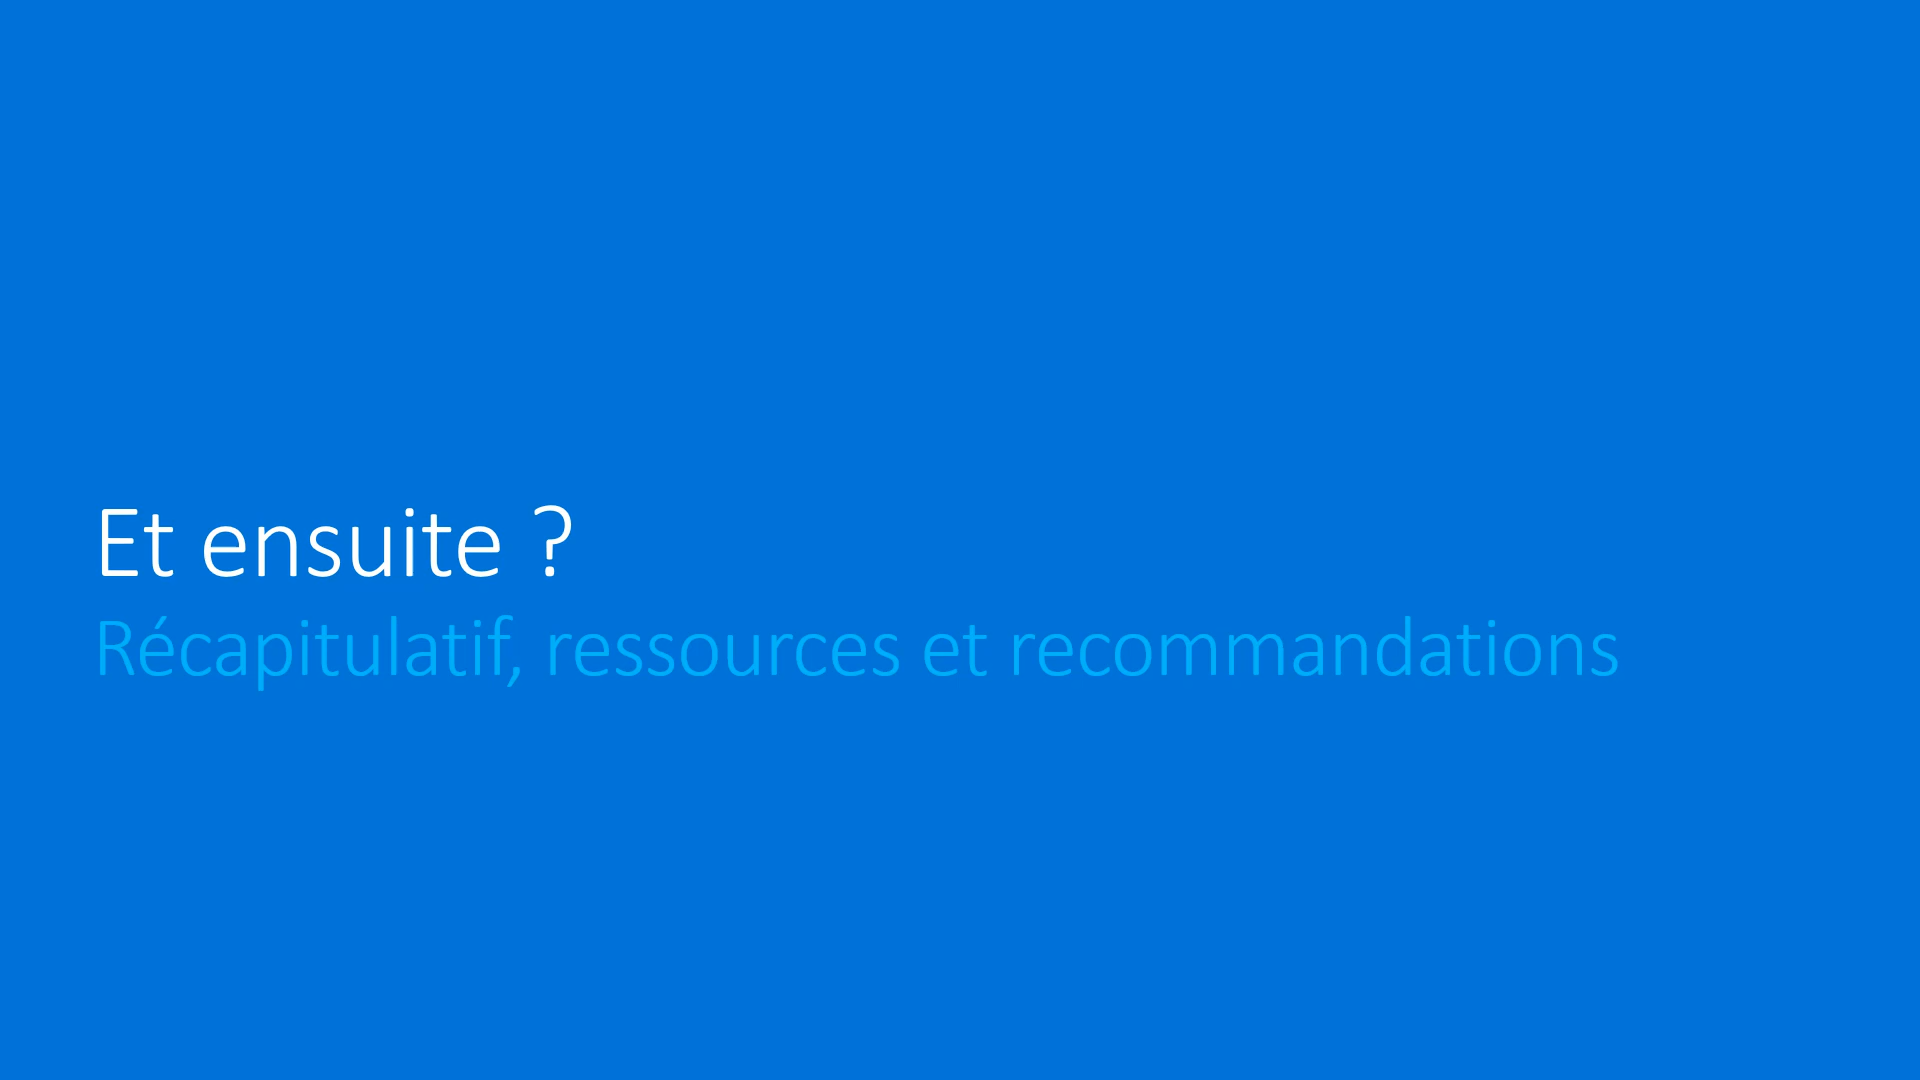 Et ensuite ?
Récapitulatif, ressources et recommandations